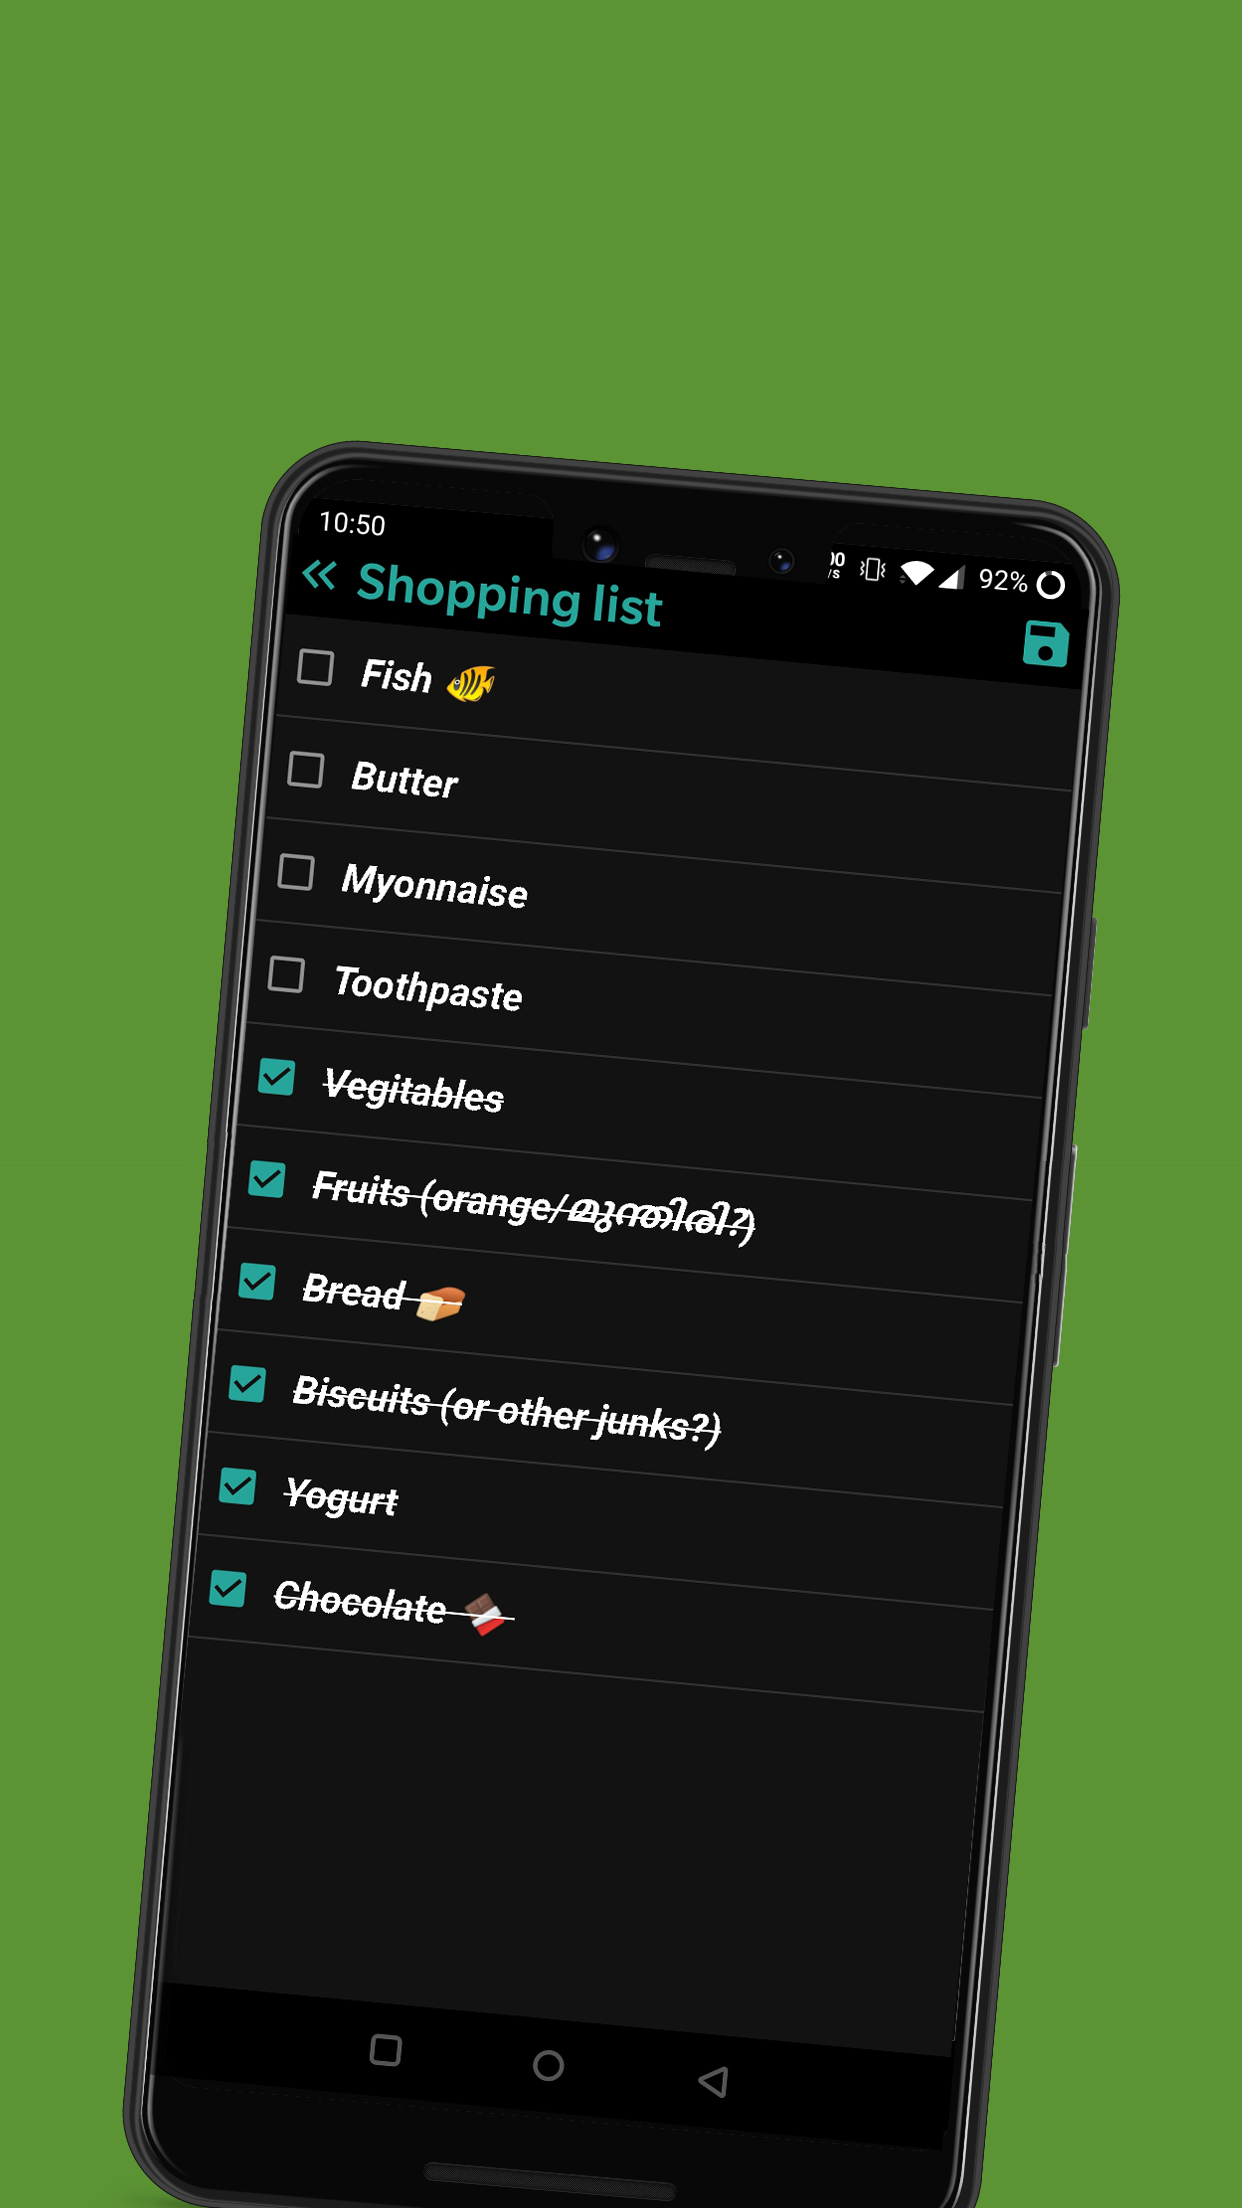 10:50
00
/s
92%
Shopping list
Fish 🐠
Butter
Myonnaise
Toothpaste
Vegitables
Fruits (orange/മുന്തിരി?)
Bread 🍞
Biscuits (or other junks?)
Yogurt
Chocolate 🍫